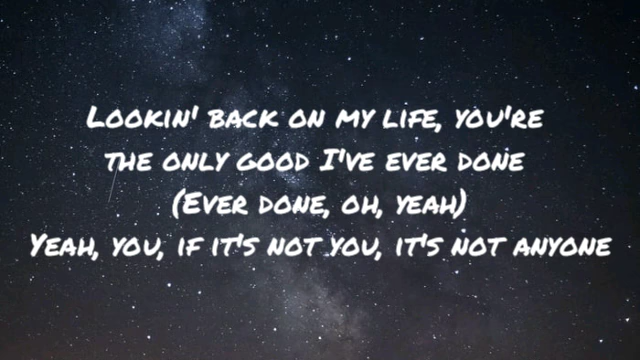 Lookin' back on my life, you're
the only good I've ever done
(Ever done, oh, yeah)
Yeah, you, if it's not you, it's not anyone